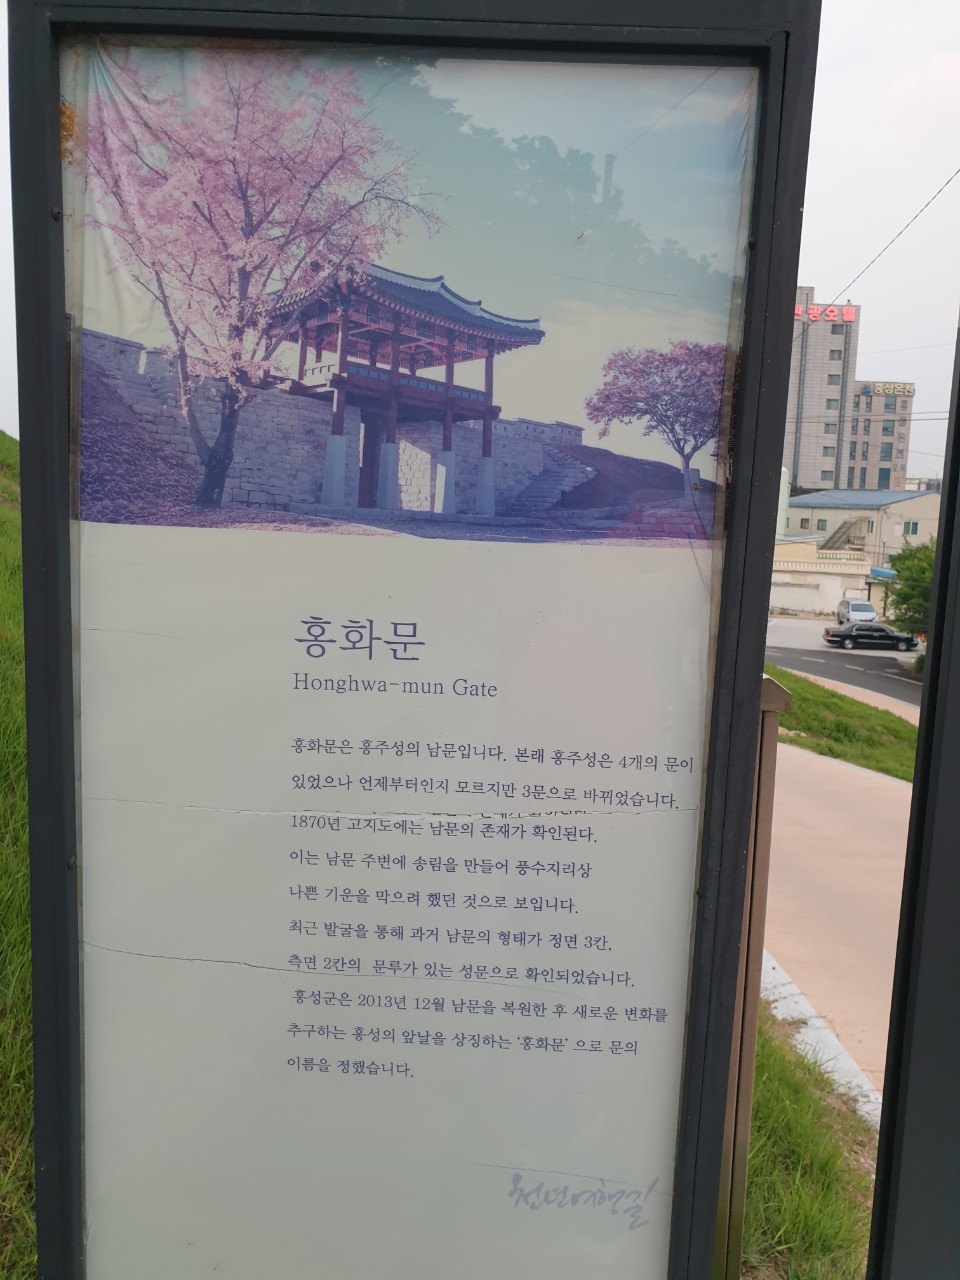 홍화문
Honghwa-mun Gate
홍화문은 홍주성의 남문입니다. 본래 홍주성은 4개의 문이
있었으나 언제부터인지 모르지만 3문으로 바뀌었습니다.
1870년 고지도에는 남문의 존재가 확인된다.
이는 남문 주변에 송림을 만들어 풍수지리상
나쁜 기운을 막으려 했던 것으로 보입니다.
최근 발굴을 통해 과거 남문의 형태가 정면 3칸,
측면 2칸의 문루가 있는 성문으로 확인되었습니다.
홍성군은 2013년 12월 남문을 복원한 후 새로운 변화를
추구하는 홍성의 앞날을 상징하는 '홍화문' 으로 문의
이름을 정했습니다.
천년여행길
관광호텔
홍성온천